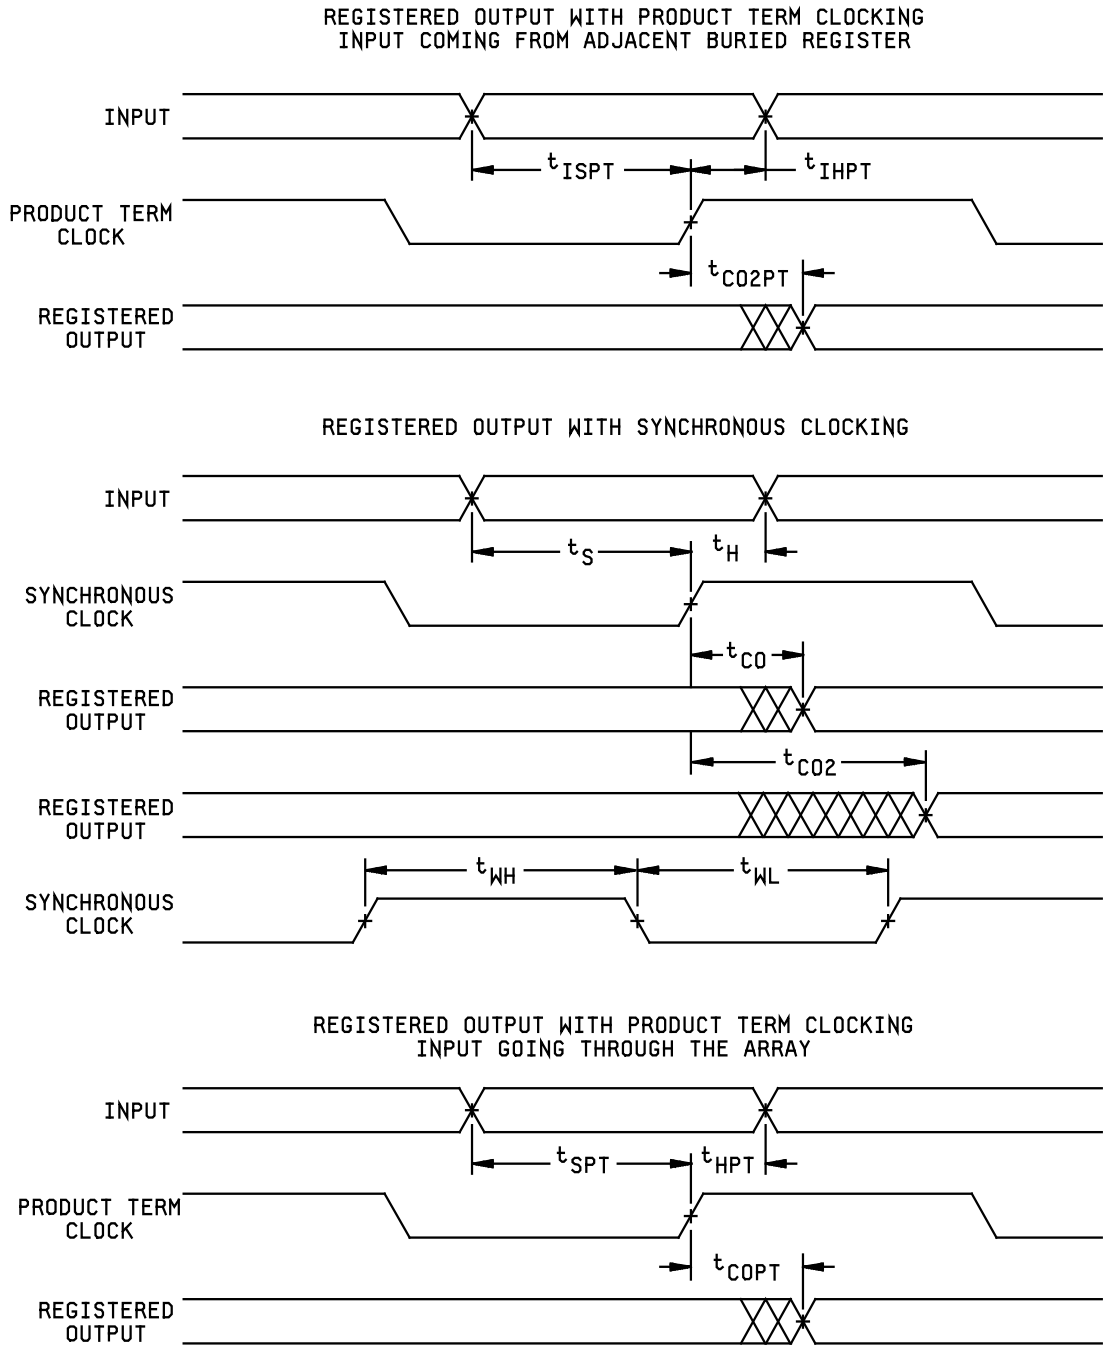 REGISTERED OUTPUT WITH PRODUCT TERM CLOCKING
INPUT COMING FROM ADJACENT BURIED REGISTER
INPUT
tISPT
tIHPT
PRODUCT TERM
CLOCK
tCO2PT
REGISTERED
OUTPUT
REGISTERED OUTPUT WITH SYNCHRONOUS CLOCKING
INPUT
tS
tH
SYNCHRONOUS
CLOCK
tCO
REGISTERED
OUTPUT
tCO2
REGISTERED
OUTPUT
tWH
tWL
SYNCHRONOUS
CLOCK
REGISTERED OUTPUT WITH PRODUCT TERM CLOCKING
INPUT GOING THROUGH THE ARRAY
INPUT
tSPT
tHPT
PRODUCT TERM
CLOCK
tCOPT
REGISTERED
OUTPUT